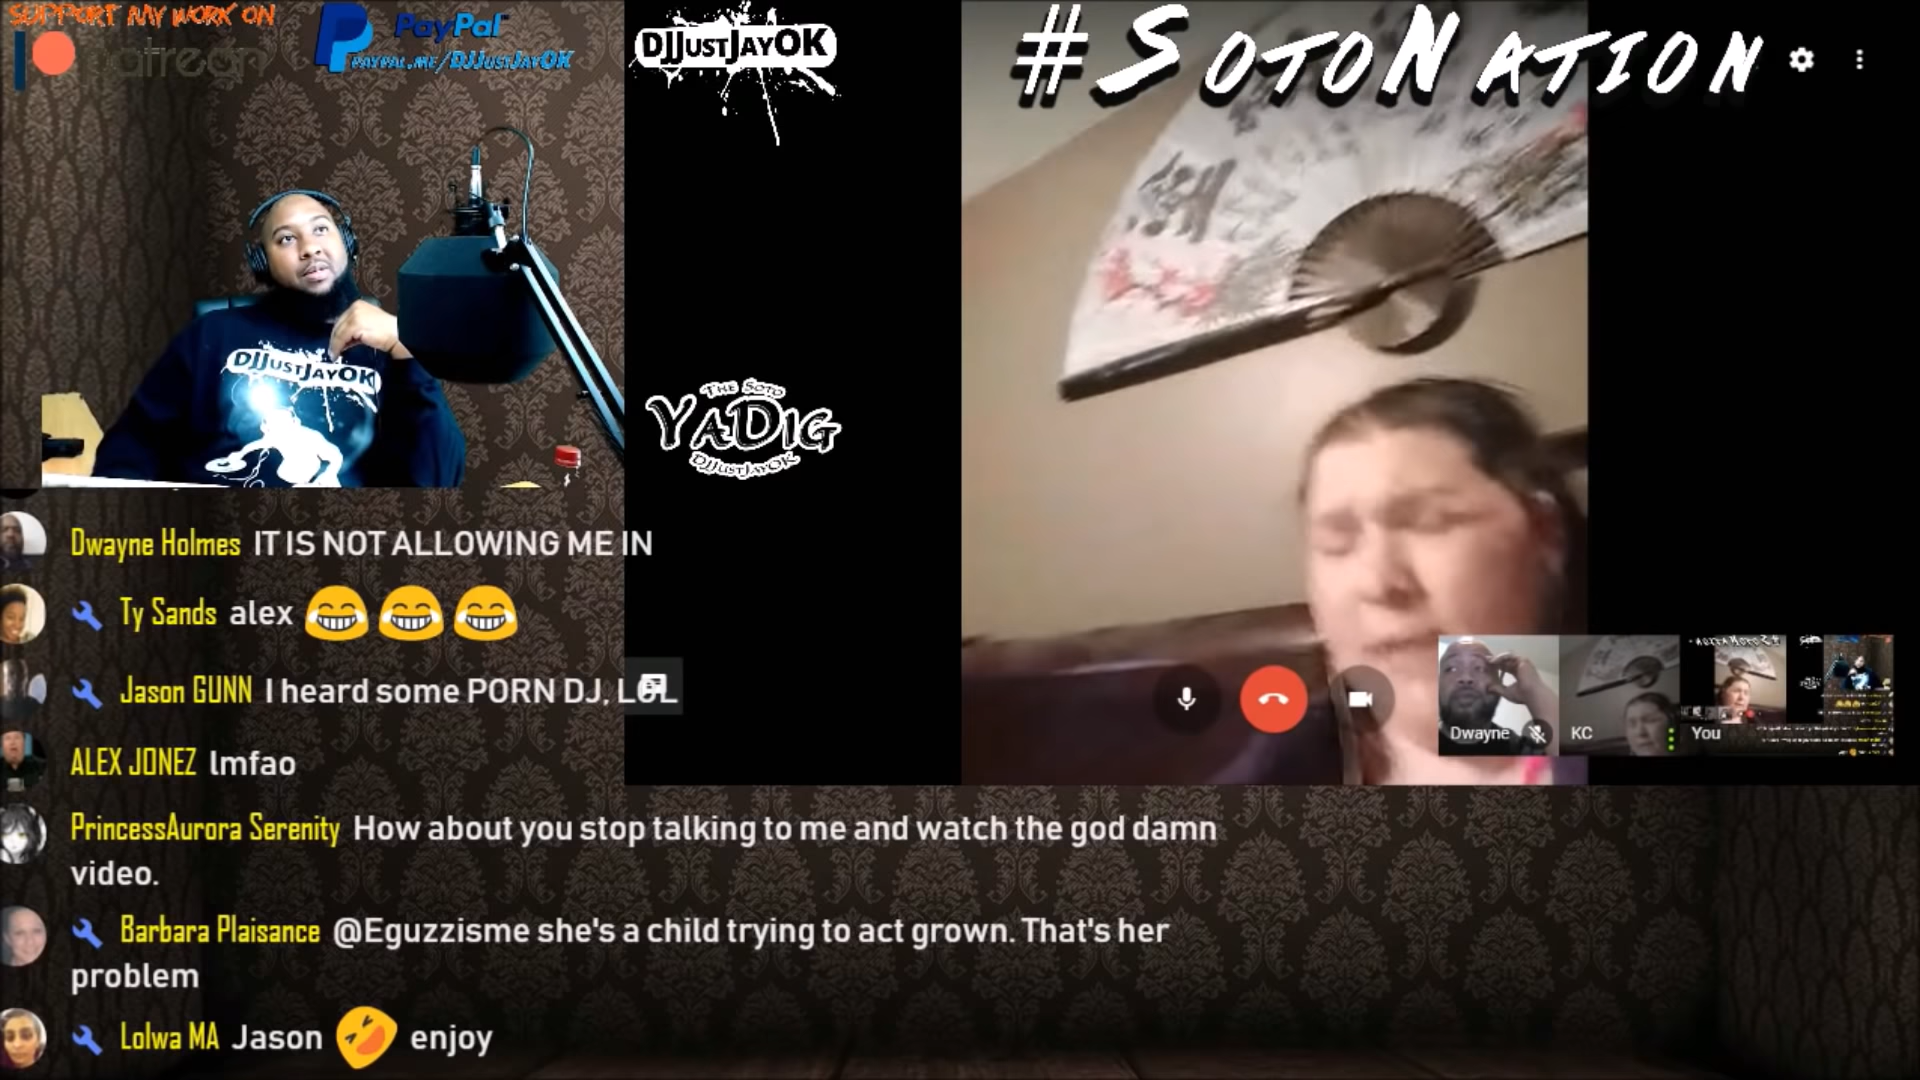 SUPPORT MY WORK ON
patreon
PayPal
PAYPAL.ME/DJJUSTJAYOK
DJJUSTJAYOK
#SOTONATION
DJJUSTJAYOK
THE SOTO
YADIG
DJJUSTJAYOK
Dwayne Holmes IT IS NOT ALLOWING ME IN
Ty Sands alex 😂😂😂
Jason GUNN I heard some PORN DJ, LOL
ALEX JONEZ lmfao
PrincessAurora Serenity How about you stop talking to me and watch the god damn
video.
Barbara Plaisance @Eguzzisme she's a child trying to act grown. That's her
problem
Lolwa MA Jason 🤣 enjoy
Dwayne
KC
You